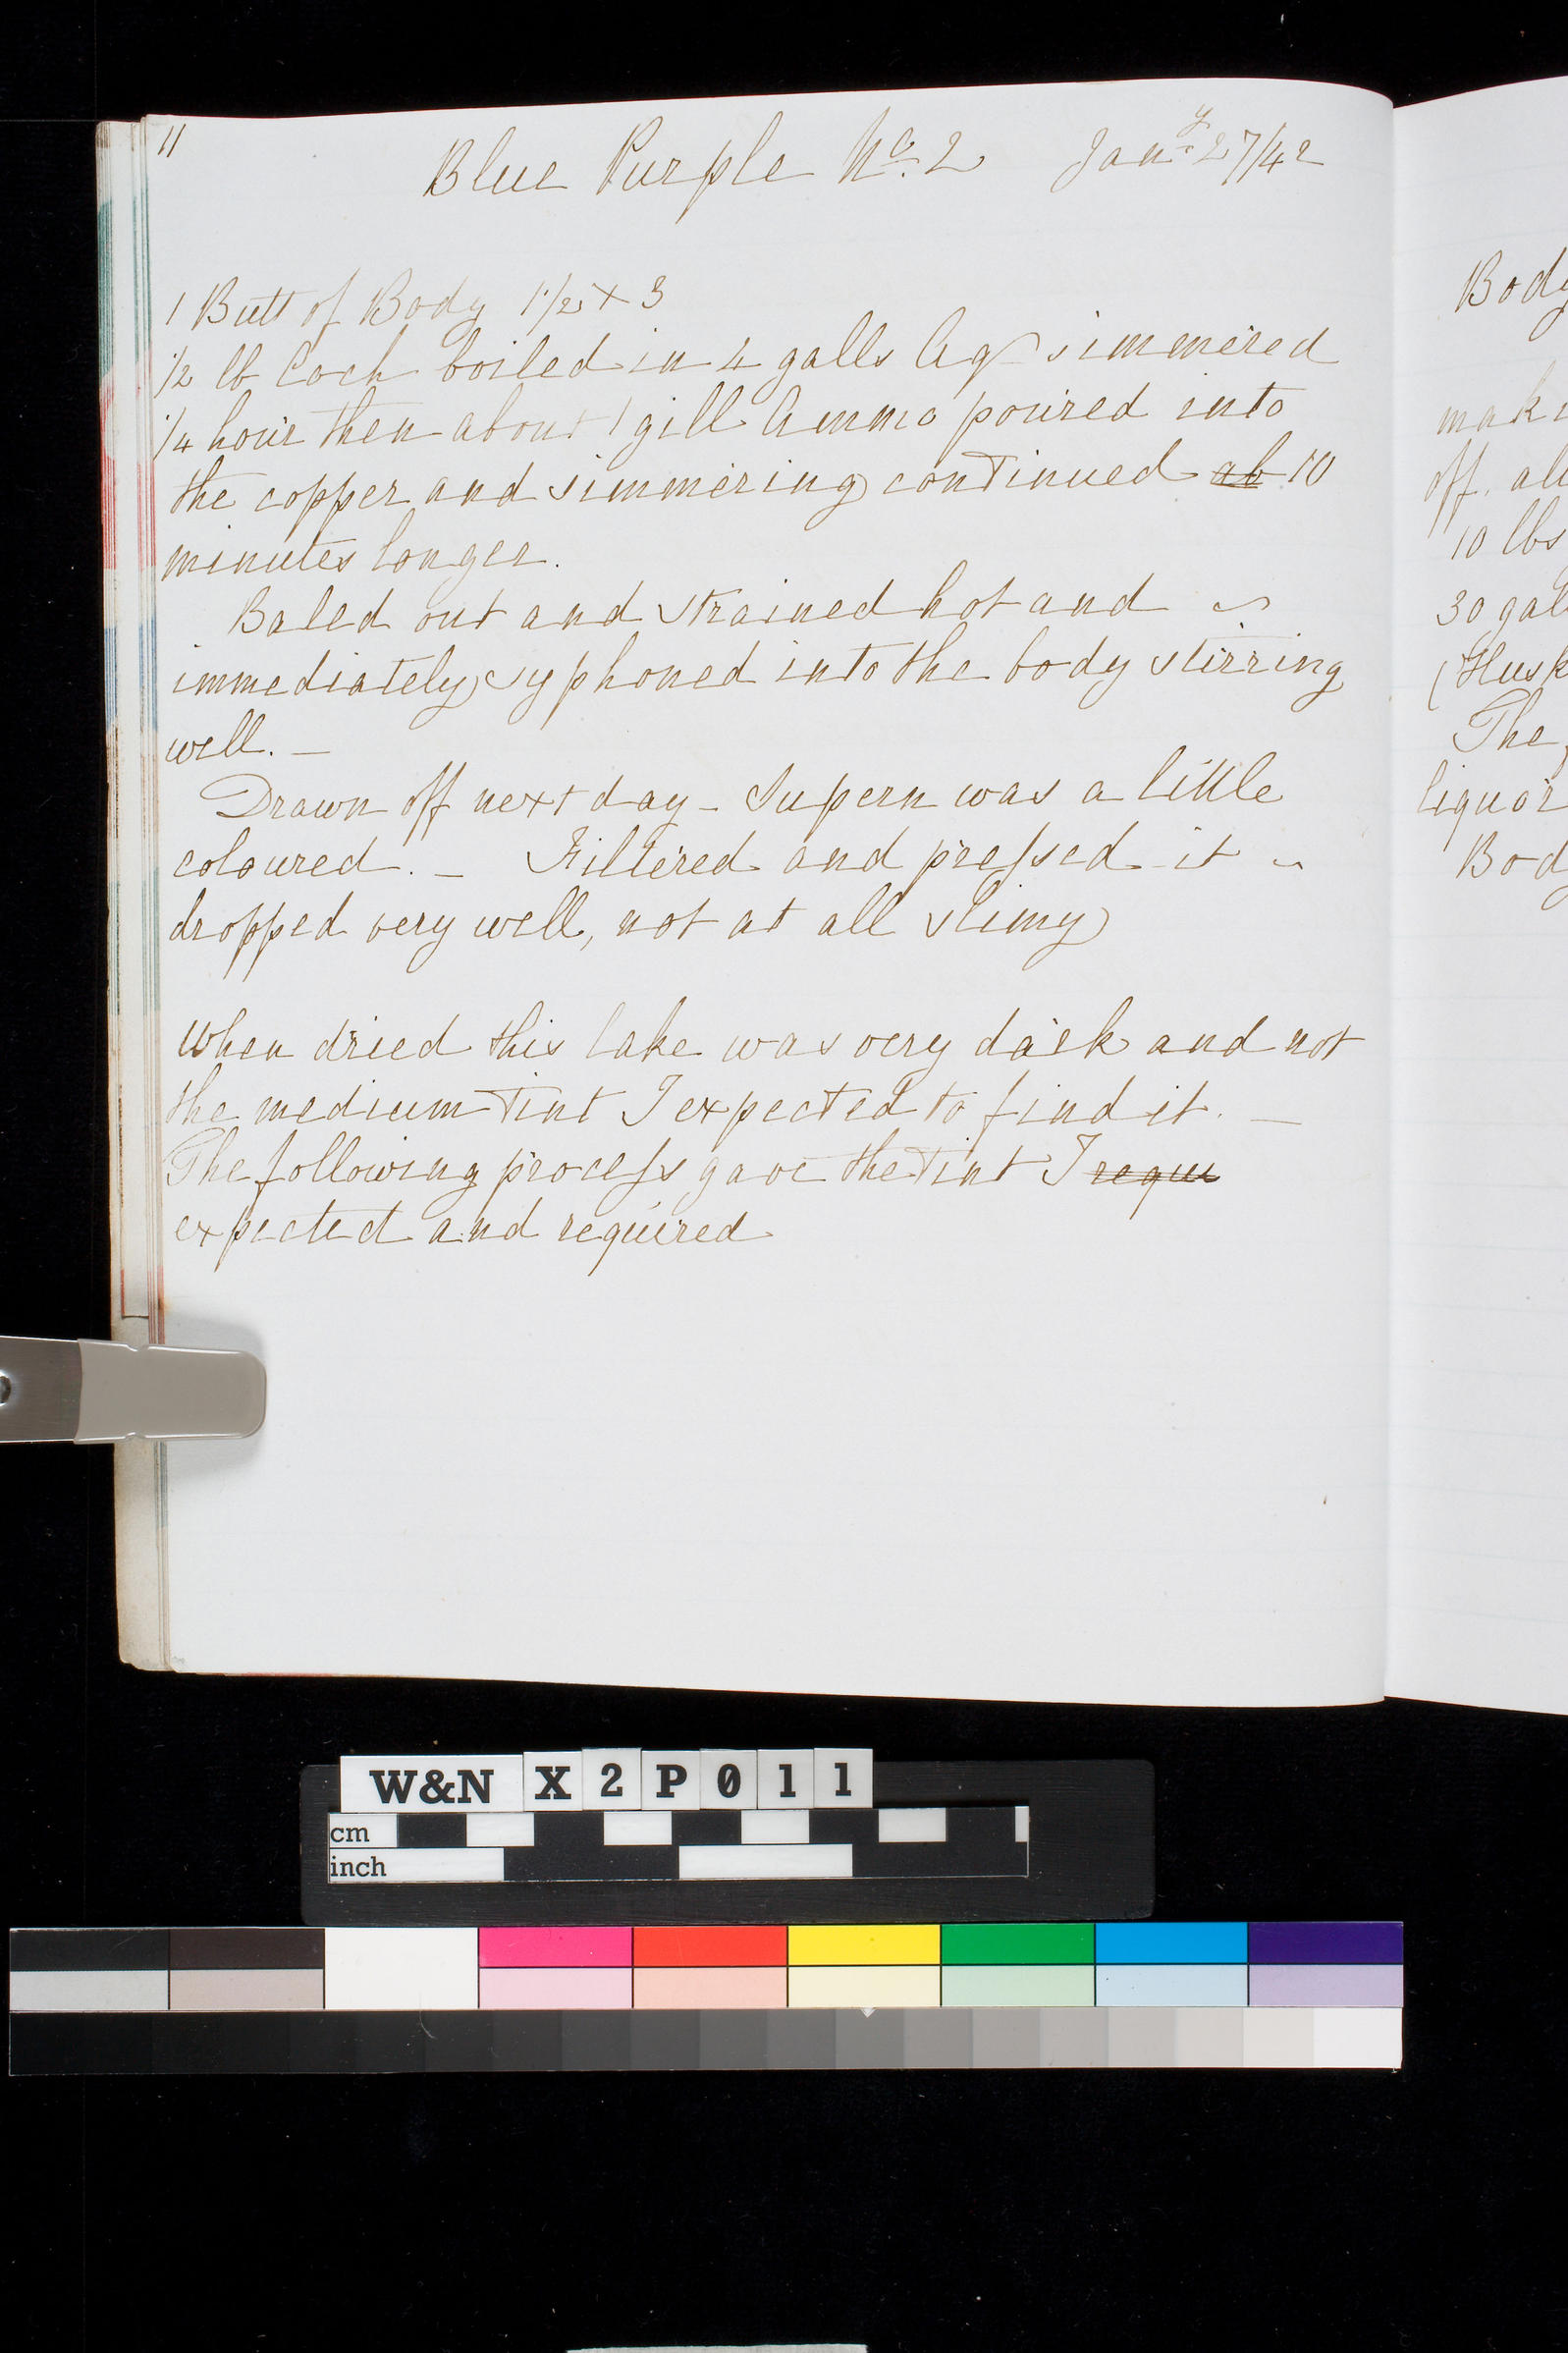 11
Blue Purple No. 2 Jany 27/42
1 Butt of Body 1 1/2 × 3
1/2 lb Coch boiled in 4 galls Aq simmered
1/4 hour then about 1 gill Ammo poured into
the copper and simmering continued ab 10
minutes longer.
Baled out and strained hot and
immediately syphoned into the body stirring
well. —
Drawn off next day — Supern was a little
coloured. — Filtered and pressed it
dropped very well, not at all slimy
When dried this lake was very dark and not
the medium tint I expected to find it. —
The following process gave the tint I requi
expected and required
Body
mak
off. all
10 lbs
30 gal
(Husk
The
liquor
Bod
W&N X2P011
cm
inch